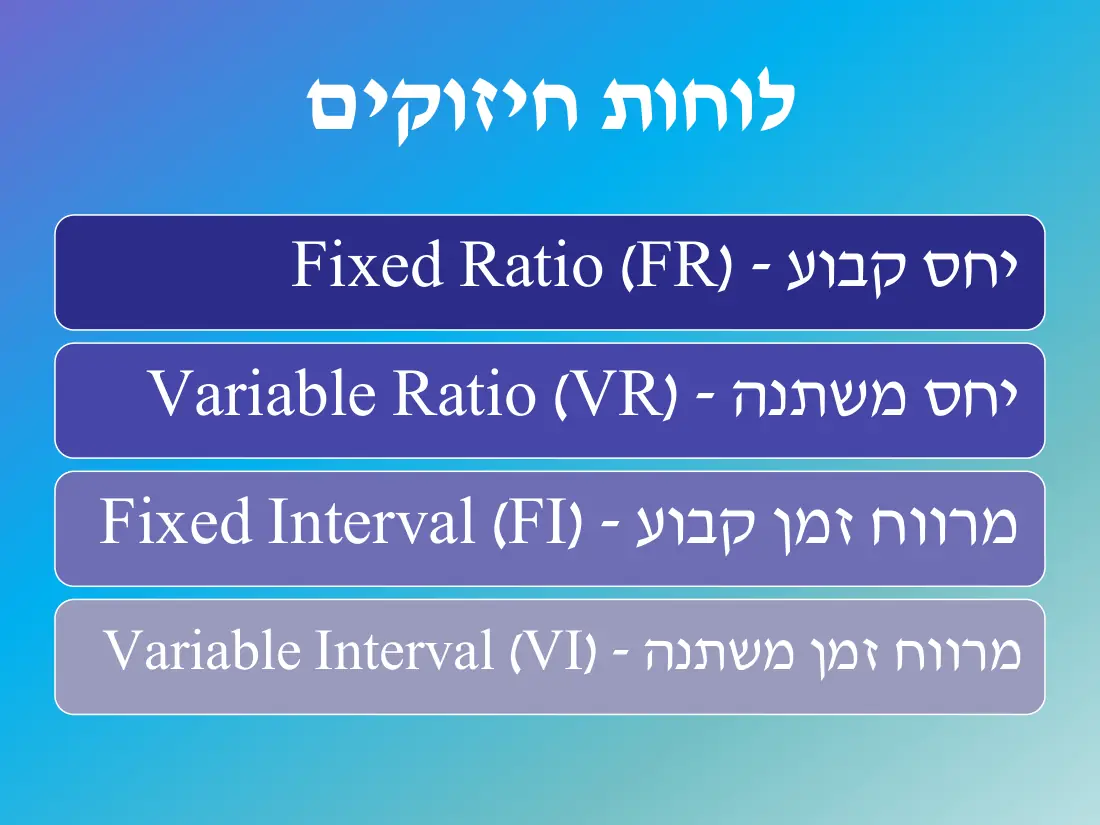 לוחות חיזוקים
יחס קבוע - Fixed Ratio (FR)
יחס משתנה - Variable Ratio (VR)
מרווח זמן קבוע - Fixed Interval (FI)
מרווח זמן משתנה - Variable Interval (VI)